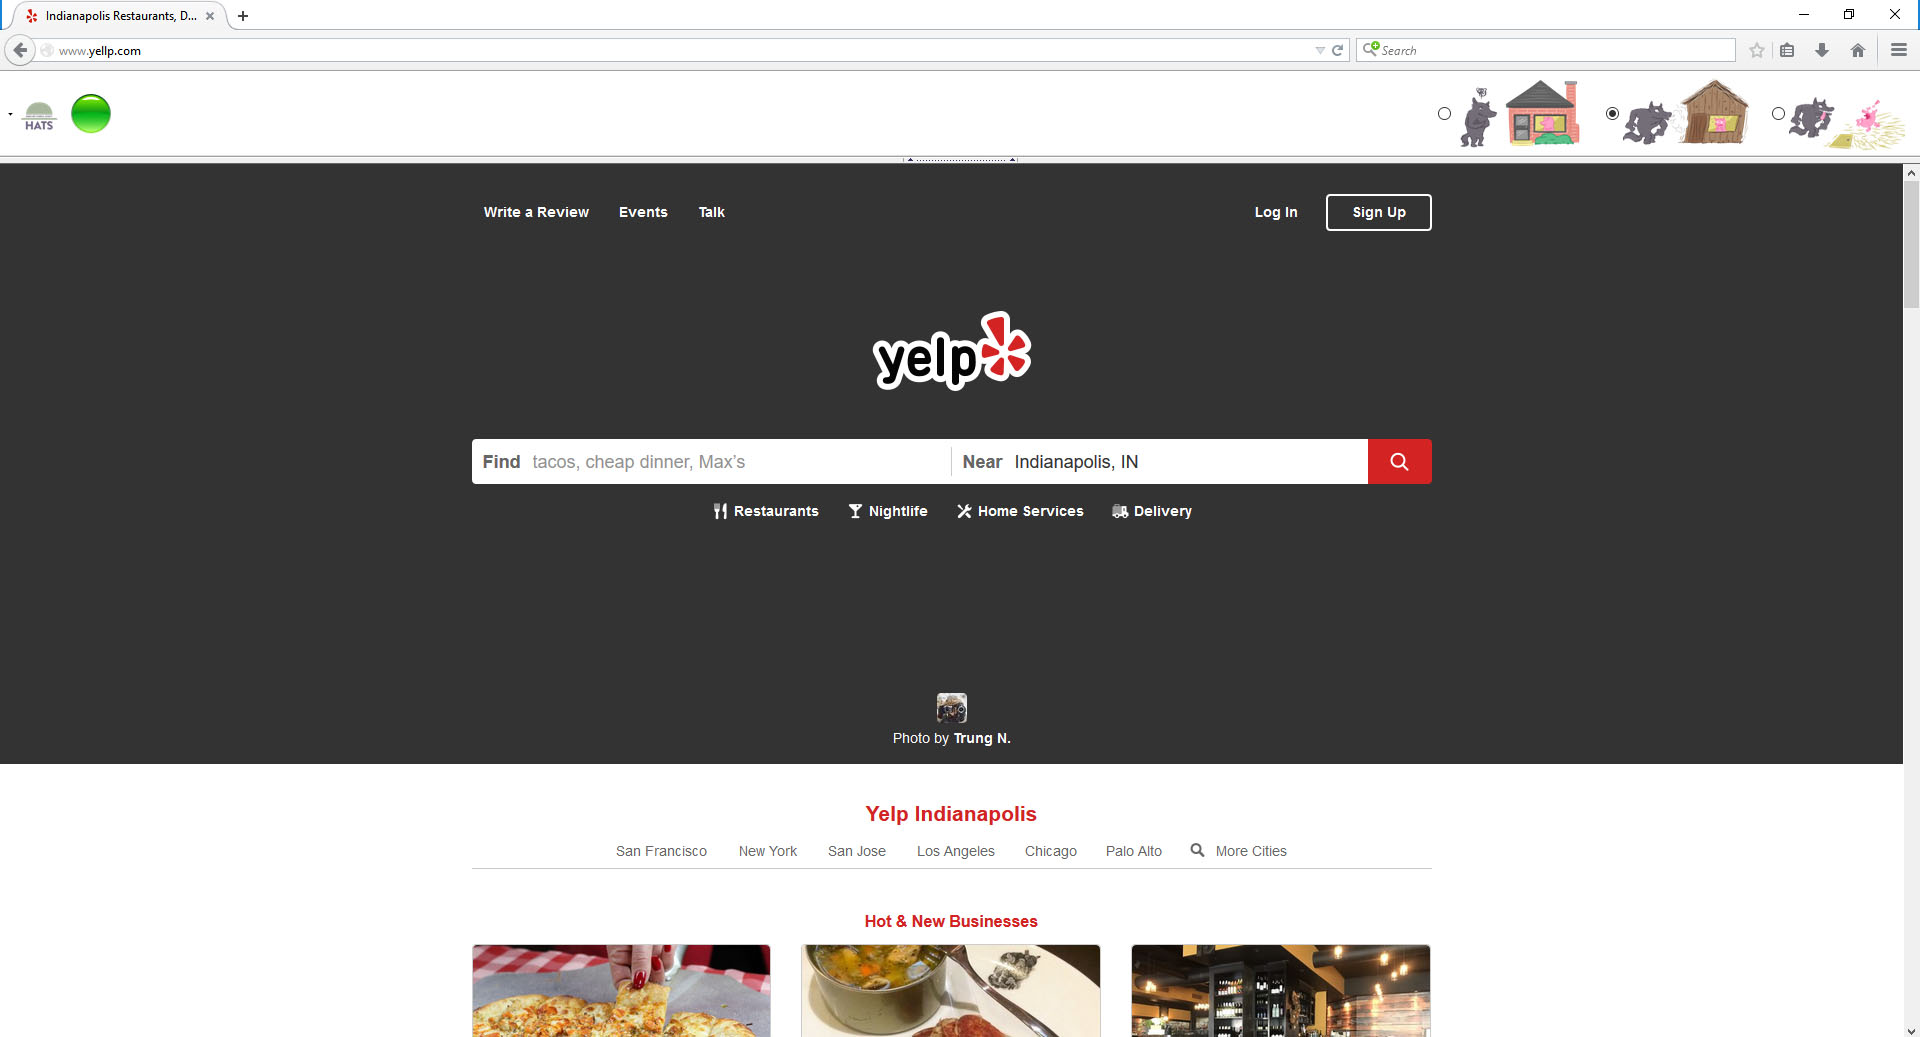 Indianapolis Restaurants, D...
www.yellp.com
Search
HATS
Write a Review Events Talk Log In Sign Up
yelp
Find tacos, cheap dinner, Max's Near Indianapolis, IN
Restaurants Nightlife Home Services Delivery
Photo by Trung N.
Yelp Indianapolis
San Francisco New York San Jose Los Angeles Chicago Palo Alto More Cities
Hot & New Businesses